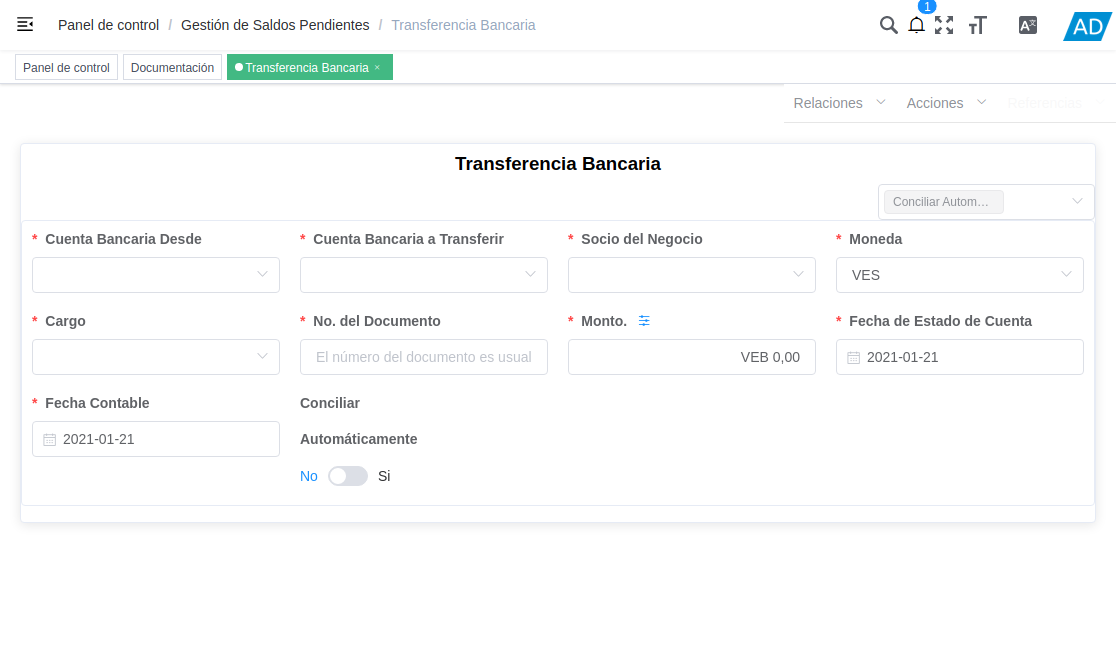 Panel de control / Gestión de Saldos Pendientes / Transferencia Bancaria
1
AD
Panel de control
Documentación
Transferencia Bancaria ×
Relaciones
Acciones
Referencias
Transferencia Bancaria
Conciliar Autom…
* Cuenta Bancaria Desde
* Cuenta Bancaria a Transferir
* Socio del Negocio
* Moneda
VES
* Cargo
* No. del Documento
* Monto.
* Fecha de Estado de Cuenta
El número del documento es usual
VEB 0,00
2021-01-21
* Fecha Contable
2021-01-21
Conciliar
Automáticamente
No
Si